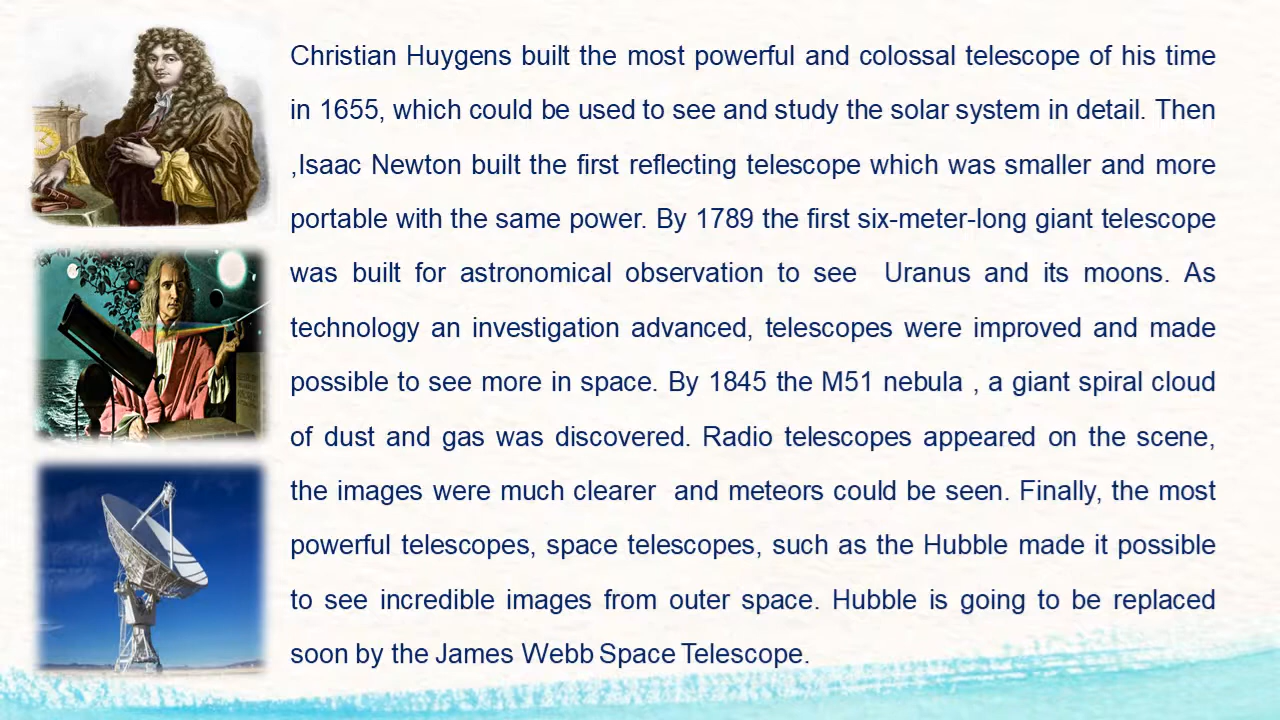 Christian Huygens built the most powerful and colossal telescope of his time
in 1655, which could be used to see and study the solar system in detail. Then
,Isaac Newton built the first reflecting telescope which was smaller and more
portable with the same power. By 1789 the first six-meter-long giant telescope
was built for astronomical observation to see  Uranus and its moons. As
technology an investigation advanced, telescopes were improved and made
possible to see more in space. By 1845 the M51 nebula , a giant spiral cloud
of dust and gas was discovered. Radio telescopes appeared on the scene,
the images were much clearer  and meteors could be seen. Finally, the most
powerful telescopes, space telescopes, such as the Hubble made it possible
to see incredible images from outer space. Hubble is going to be replaced
soon by the James Webb Space Telescope.